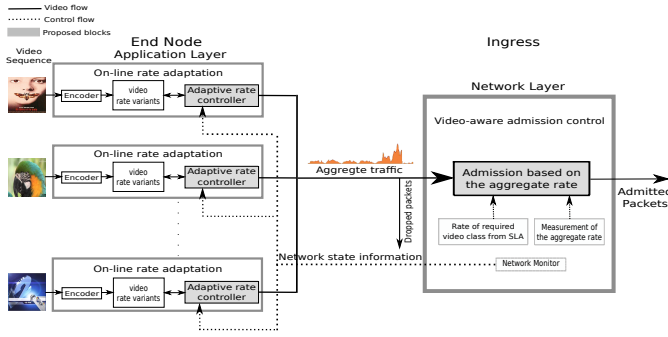 Video flow
Control flow
Proposed blocks
End Node
Application Layer
Ingress
Video
Sequence
On-line rate adaptation
Encoder
video
rate variants
Adaptive rate
controller
On-line rate adaptation
Encoder
video
rate variants
Adaptive rate
controller
On-line rate adaptation
Encoder
video
rate variants
Adaptive rate
controller
Aggregte traffic
Dropped packets
Network state information
Network Layer
Video-aware admission control
Admission based on
the aggregate rate
Rate of required
video class from SLA
Measurement of
the aggregate rate
Network Monitor
Admitted
Packets